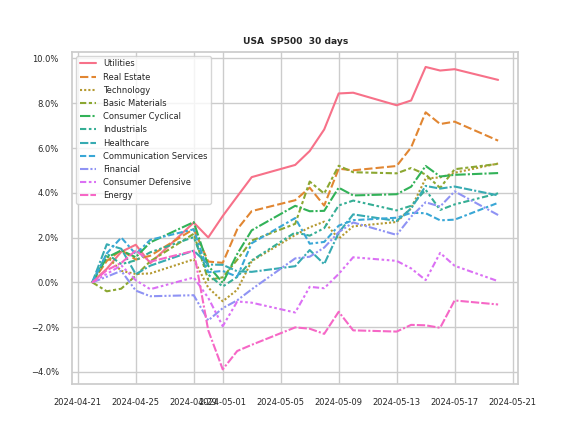 USA SP500 30 days
10.0%
8.0%
6.0%
4.0%
2.0%
0.0%
−2.0%
−4.0%
Utilities
Real Estate
Technology
Basic Materials
Consumer Cyclical
Industrials
Healthcare
Communication Services
Financial
Consumer Defensive
Energy
2024-04-21 2024-04-25 2024-04-29 2024-05-01 2024-05-05 2024-05-09 2024-05-13 2024-05-17 2024-05-21